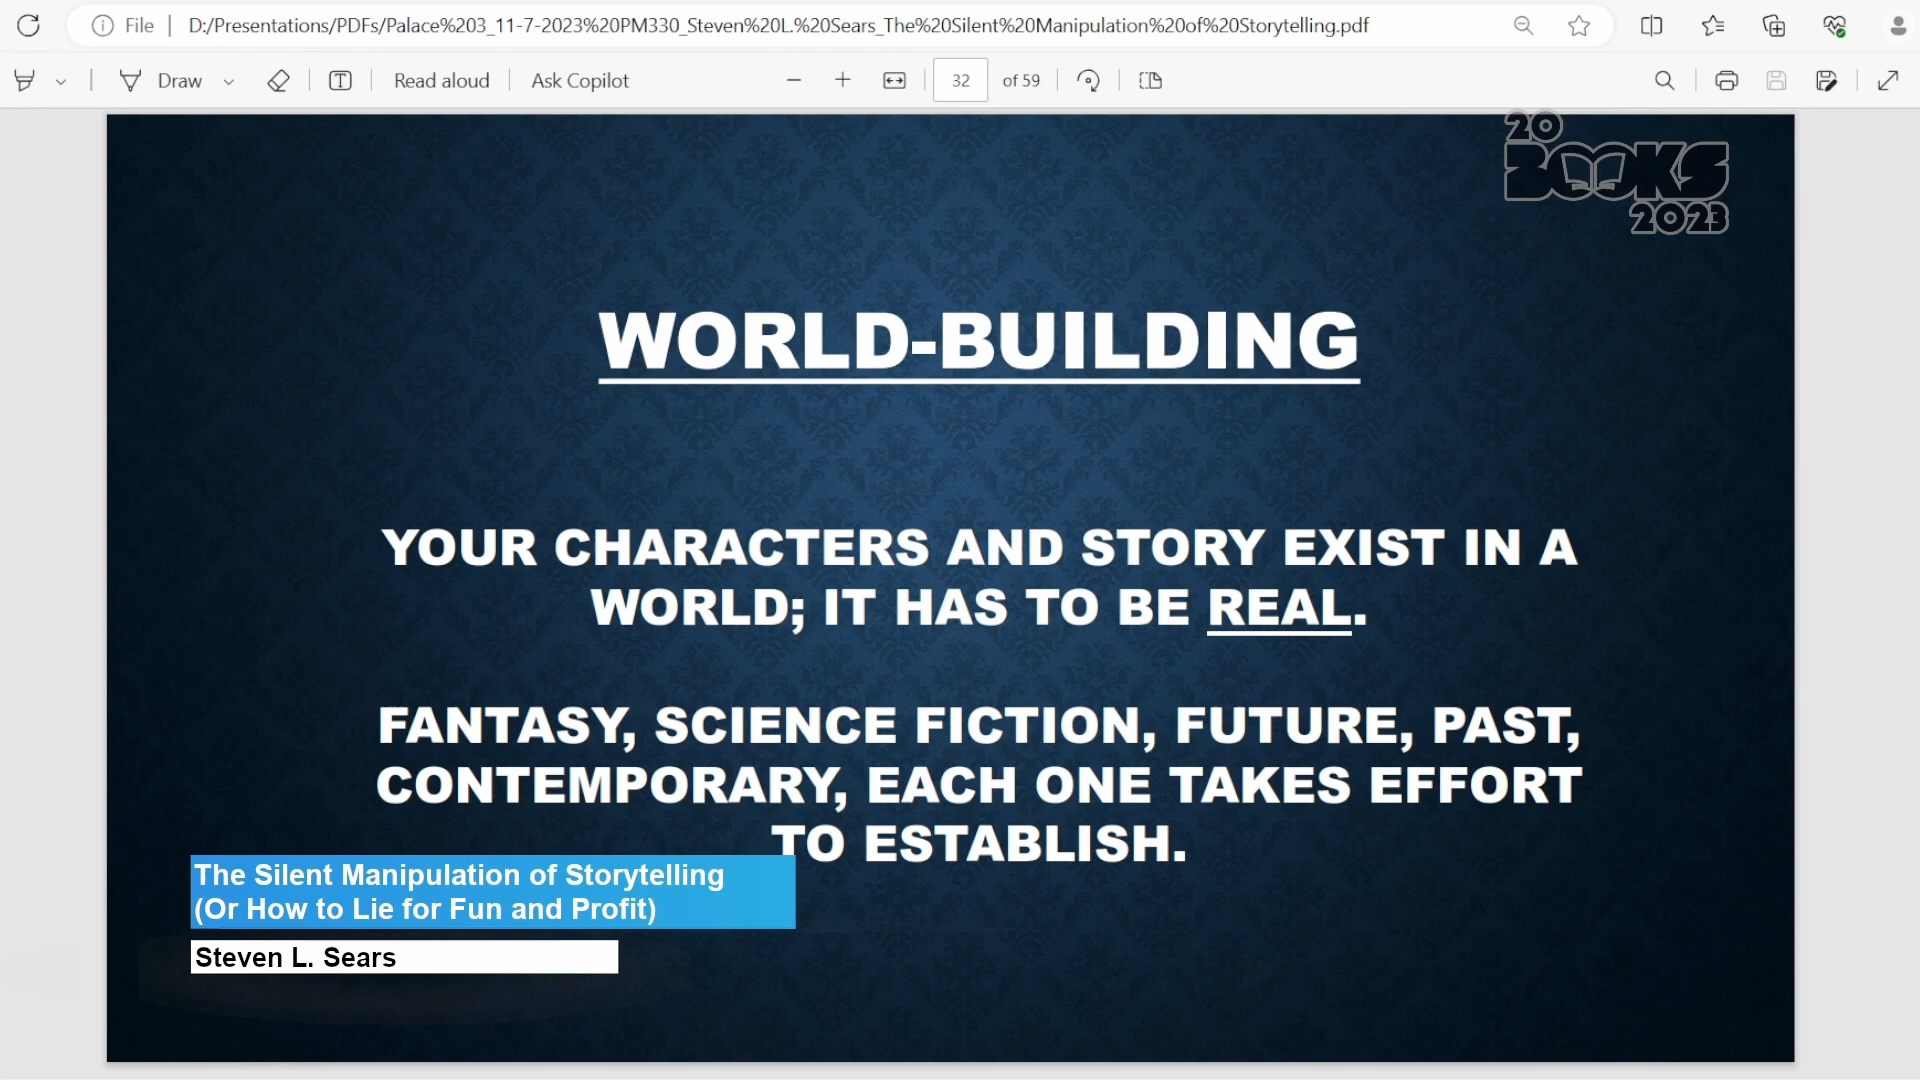 File
D:/Presentations/PDFs/Palace%203_11-7-2023%20PM330_Steven%20L.%20Sears_The%20Silent%20Manipulation%20of%20Storytelling.pdf
Draw
Read aloud
Ask Copilot
32 of 59
20
BOOKS
2023
WORLD-BUILDING
YOUR CHARACTERS AND STORY EXIST IN A
WORLD; IT HAS TO BE REAL.
FANTASY, SCIENCE FICTION, FUTURE, PAST,
CONTEMPORARY, EACH ONE TAKES EFFORT
TO ESTABLISH.
The Silent Manipulation of Storytelling
(Or How to Lie for Fun and Profit)
Steven L. Sears